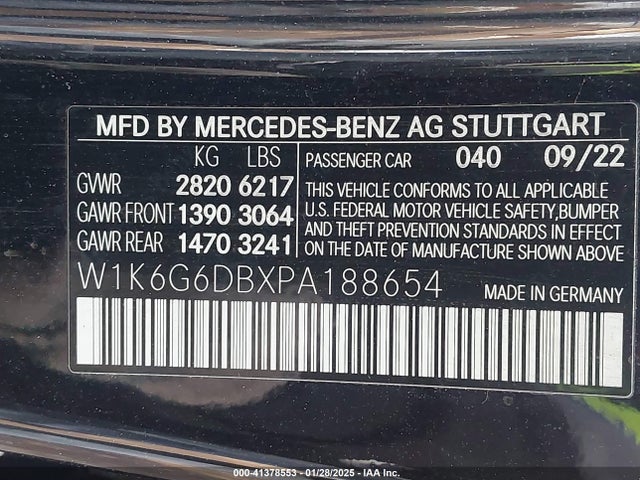 MFD BY MERCEDES-BENZ AG STUTTGART
KG LBS
GVWR 2820 6217
GAWR FRONT 1390 3064
GAWR REAR 1470 3241
PASSENGER CAR 040 09/22
THIS VEHICLE CONFORMS TO ALL APPLICABLE
U.S. FEDERAL MOTOR VEHICLE SAFETY,BUMPER
AND THEFT PREVENTION STANDARDS IN EFFECT
ON THE DATE OF MANUFACTURE SHOWN ABOVE.
W1K6G6DBXPA188654 MADE IN GERMANY
000-41378553 - 01/28/2025 - IAA Inc.